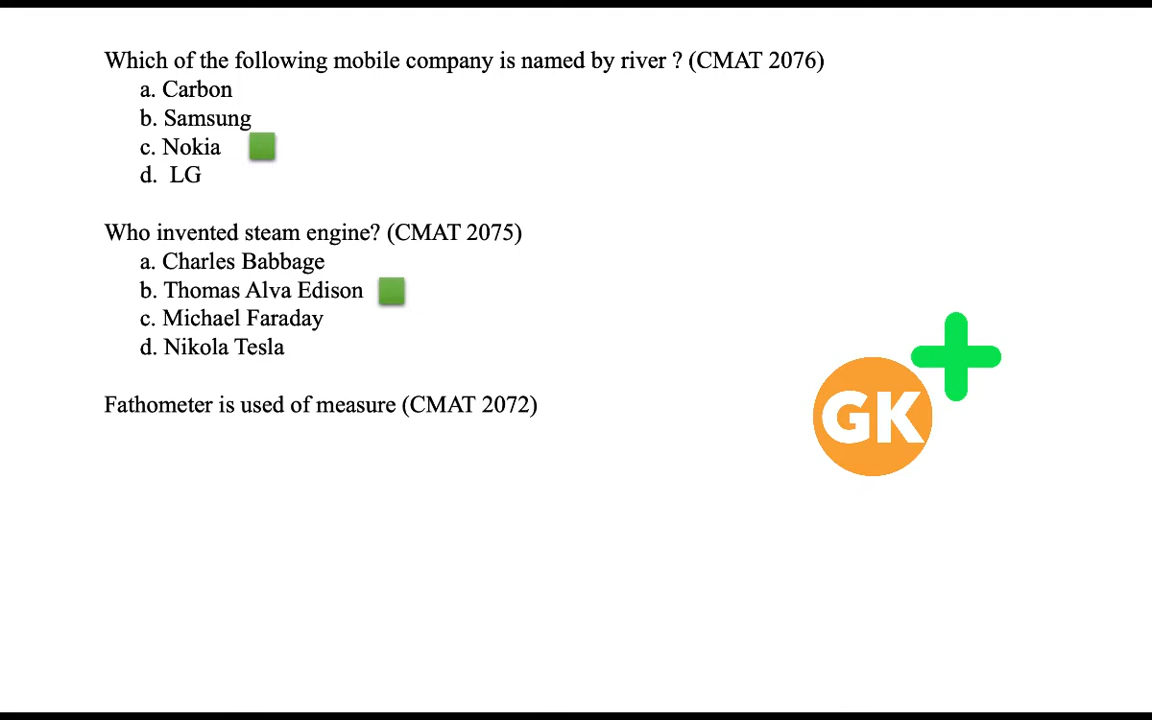 Which of the following mobile company is named by river ? (CMAT 2076)
a. Carbon
b. Samsung
c. Nokia
d. LG
Who invented steam engine? (CMAT 2075)
a. Charles Babbage
b. Thomas Alva Edison
c. Michael Faraday
d. Nikola Tesla
Fathometer is used of measure (CMAT 2072)
GK